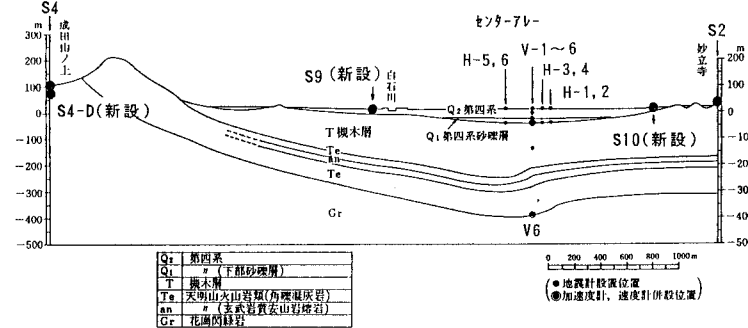 S4
成田山ノ上
センターアレー
S2
妙立寺
V-1~6
H-5, 6
H-3, 4
H-1, 2
S9 (新設)
白石川
S4-D(新設)
S10(新設)
Q₂ 第四系
Q₁ 第四系砂礫層
T 槻木層
Te
an
Te
Gr
V6
m
300
200
100
0
-100
-200
-300
-400
-500
m
200
100
0
-10
-20
-30
-40
-50
0 200 400 600 800 1000m
Q₂ 第四系
Q₁ 〃 (下部砂礫層)
T 槻木層
Te 天明山火山岩類(角礫凝灰岩)
an 〃 (玄武岩質安山岩熔岩)
Gr 花崗閃緑岩
地震計設置位置
加速度計, 速度計併設位置